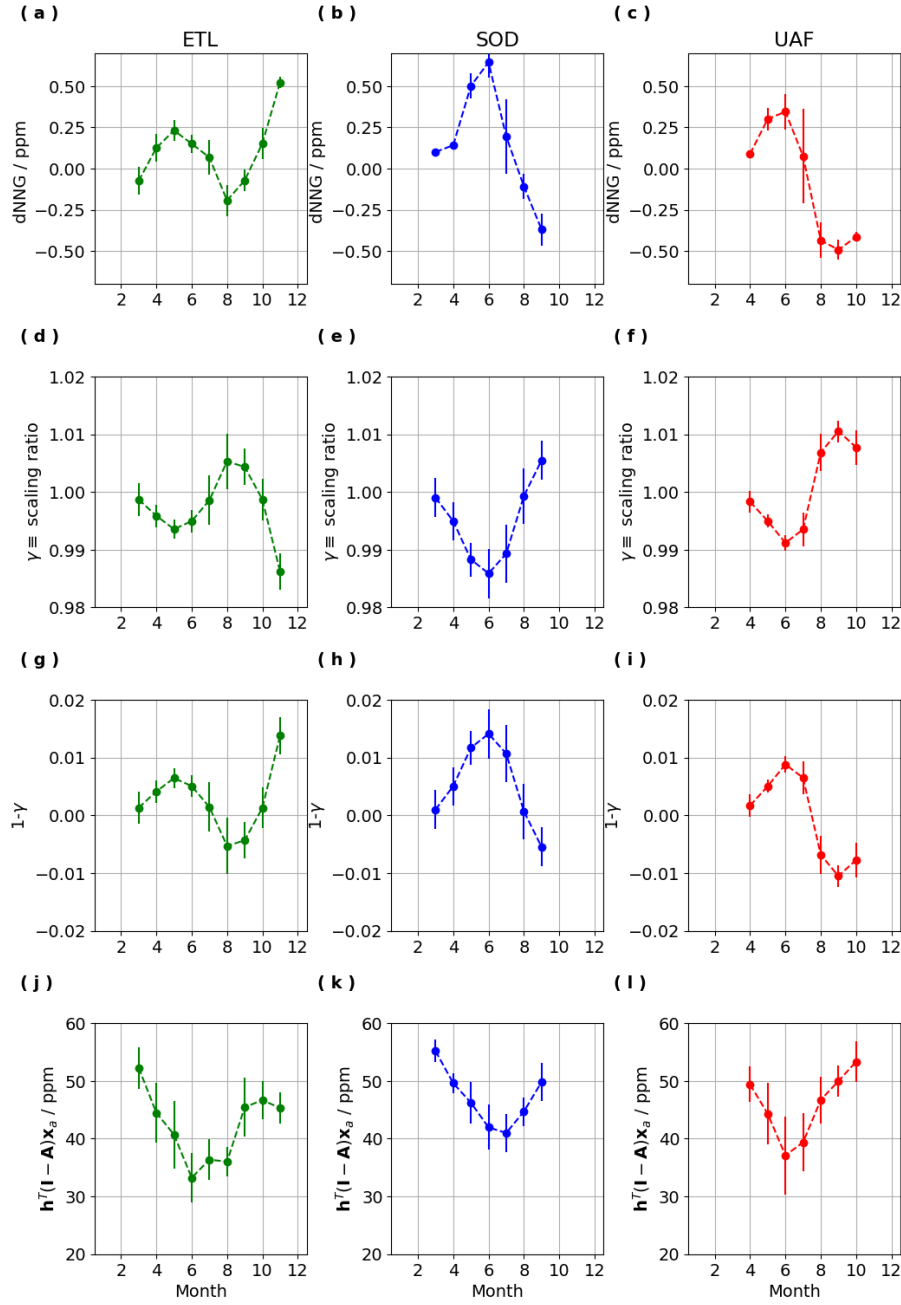 ( a )
( b )
( c )
ETL
SOD
UAF
dNNG / ppm
0.50
0.25
0.00
−0.25
−0.50
2 4 6 8 10 12
dNNG / ppm
0.50
0.25
0.00
−0.25
−0.50
2 4 6 8 10 12
dNNG / ppm
0.50
0.25
0.00
−0.25
−0.50
2 4 6 8 10 12
( d )
( e )
( f )
γ ≡ scaling ratio
1.02
1.01
1.00
0.99
0.98
2 4 6 8 10 12
γ ≡ scaling ratio
1.02
1.01
1.00
0.99
0.98
2 4 6 8 10 12
γ ≡ scaling ratio
1.02
1.01
1.00
0.99
0.98
2 4 6 8 10 12
( g )
( h )
( i )
1-γ
0.02
0.01
0.00
−0.01
−0.02
2 4 6 8 10 12
1-γ
0.02
0.01
0.00
−0.01
−0.02
2 4 6 8 10 12
1-γ
0.02
0.01
0.00
−0.01
−0.02
2 4 6 8 10 12
( j )
( k )
( l )
h^T(I − A)x_a / ppm
60
50
40
30
20
2 4 6 8 10 12
Month
h^T(I − A)x_a / ppm
60
50
40
30
20
2 4 6 8 10 12
Month
h^T(I − A)x_a / ppm
60
50
40
30
20
2 4 6 8 10 12
Month